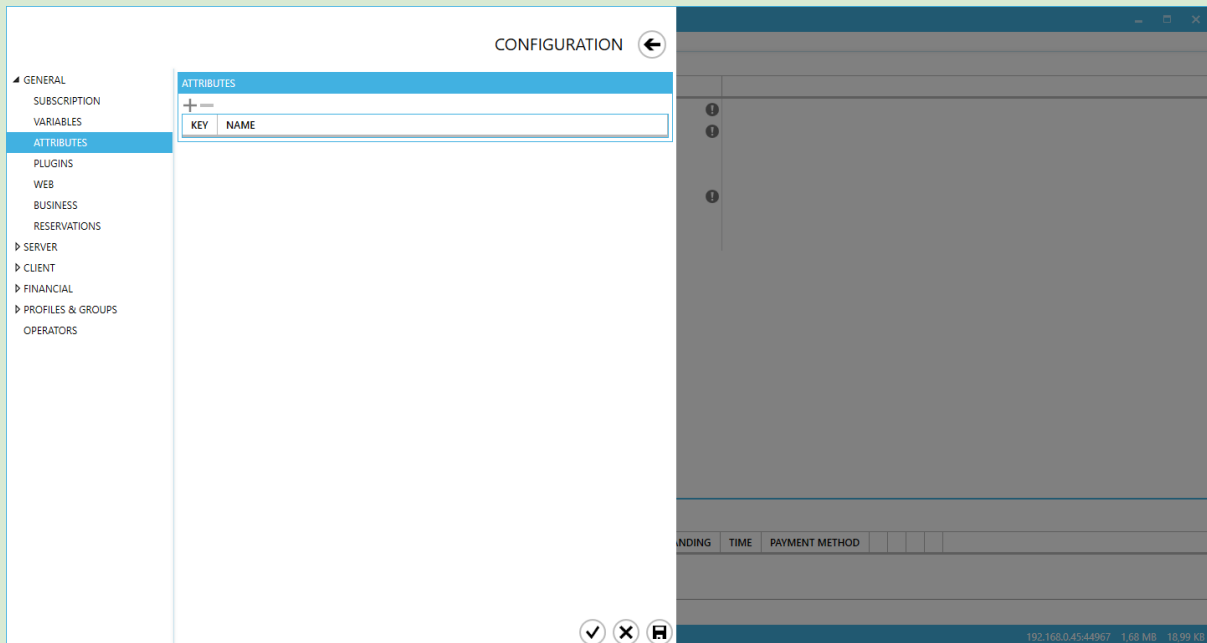 CONFIGURATION
GENERAL
SUBSCRIPTION
VARIABLES
ATTRIBUTES
PLUGINS
WEB
BUSINESS
RESERVATIONS
SERVER
CLIENT
FINANCIAL
PROFILES & GROUPS
OPERATORS
ATTRIBUTES
KEY NAME
NDING TIME PAYMENT METHOD
192.168.0.45:44967 1,68 MB 18,99 KB